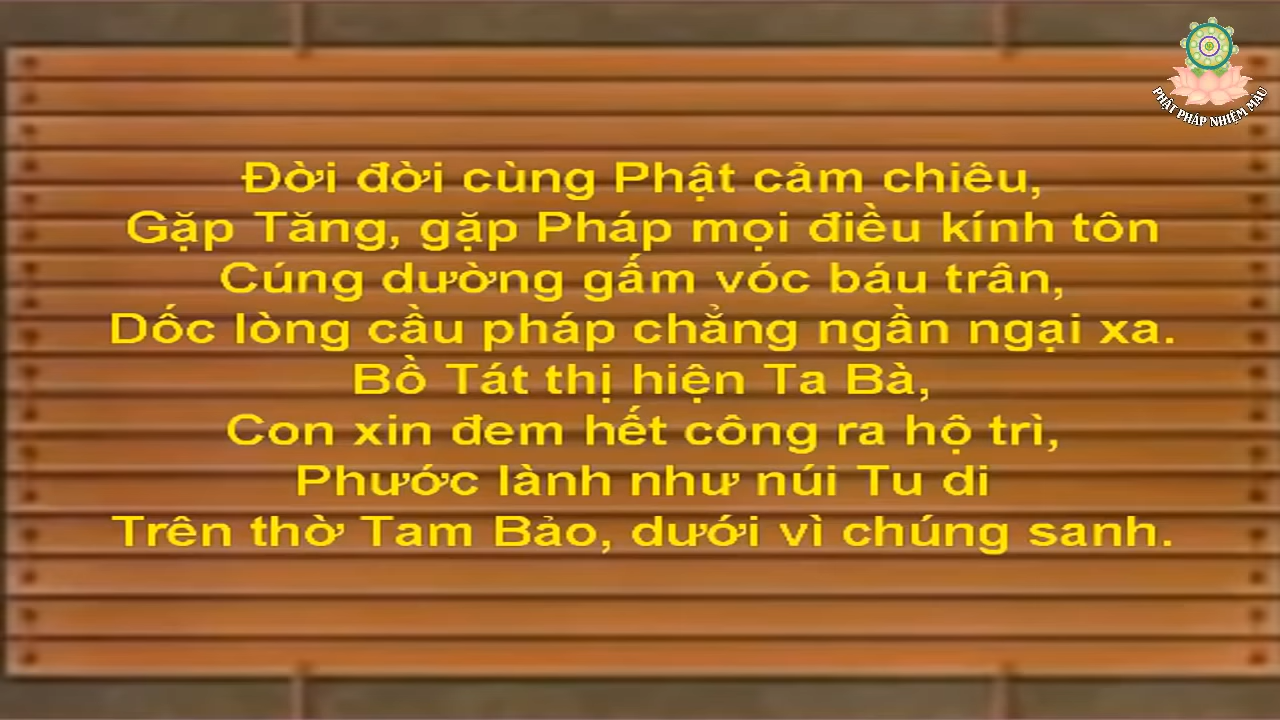 PHẬT PHÁP NHIỆM MÀU
Đời đời cùng Phật cảm chiêu,
Gặp Tăng, gặp Pháp mọi điều kính tôn
Cúng dường gấm vóc báu trân,
Dốc lòng cầu pháp chẳng ngần ngại xa.
Bồ Tát thị hiện Ta Bà,
Con xin đem hết công ra hộ trì,
Phước lành như núi Tu di
Trên thờ Tam Bảo, dưới vì chúng sanh.